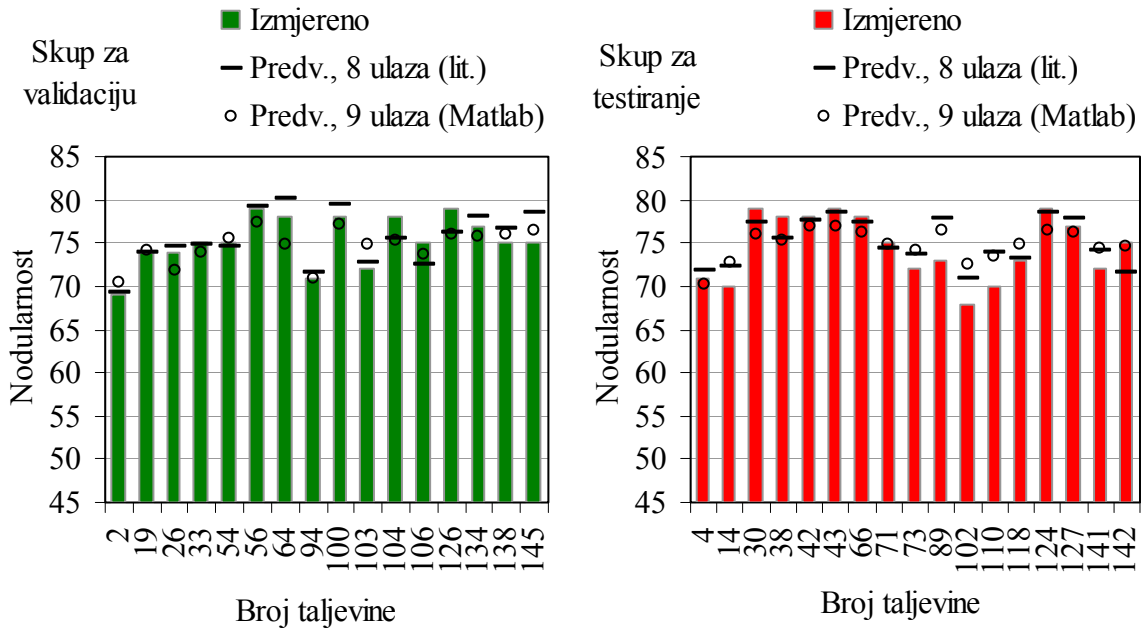 Skup za
validaciju
Izmjereno
Predv., 8 ulaza (lit.)
Predv., 9 ulaza (Matlab)
Nodularnost
85
80
75
70
65
60
55
50
45
2 19 26 33 54 56 64 94 100 103 104 106 126 134 138 145
Broj taljevine
Skup za
testiranje
Izmjereno
Predv., 8 ulaza (lit.)
Predv., 9 ulaza (Matlab)
Nodularnost
85
80
75
70
65
60
55
50
45
4 14 30 38 42 43 66 71 73 89 102 110 118 124 127 141 142
Broj taljevine